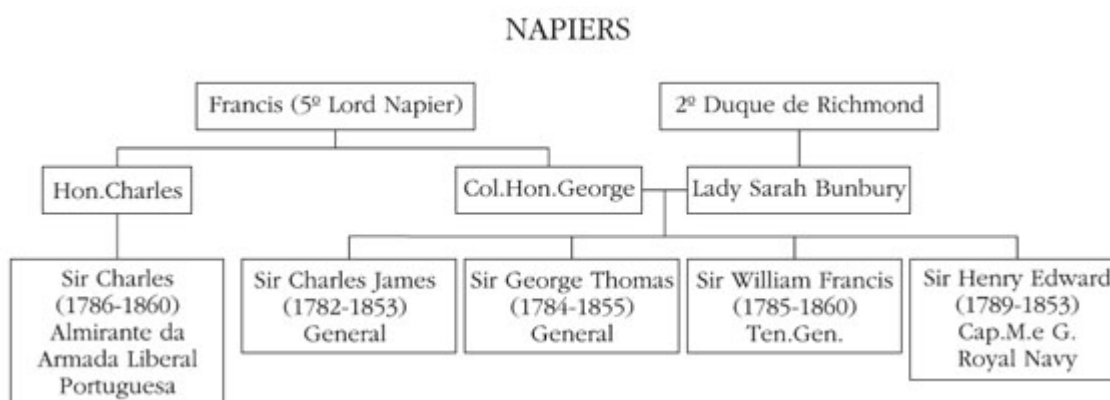 NAPIERS
Francis (5º Lord Napier)
2º Duque de Richmond
Hon.Charles
Col.Hon.George
Lady Sarah Bunbury
Sir Charles
(1786-1860)
Almirante da
Armada Liberal
Portuguesa
Sir Charles James
(1782-1853)
General
Sir George Thomas
(1784-1855)
General
Sir William Francis
(1785-1860)
Ten.Gen.
Sir Henry Edward
(1789-1853)
Cap.M.e G.
Royal Navy